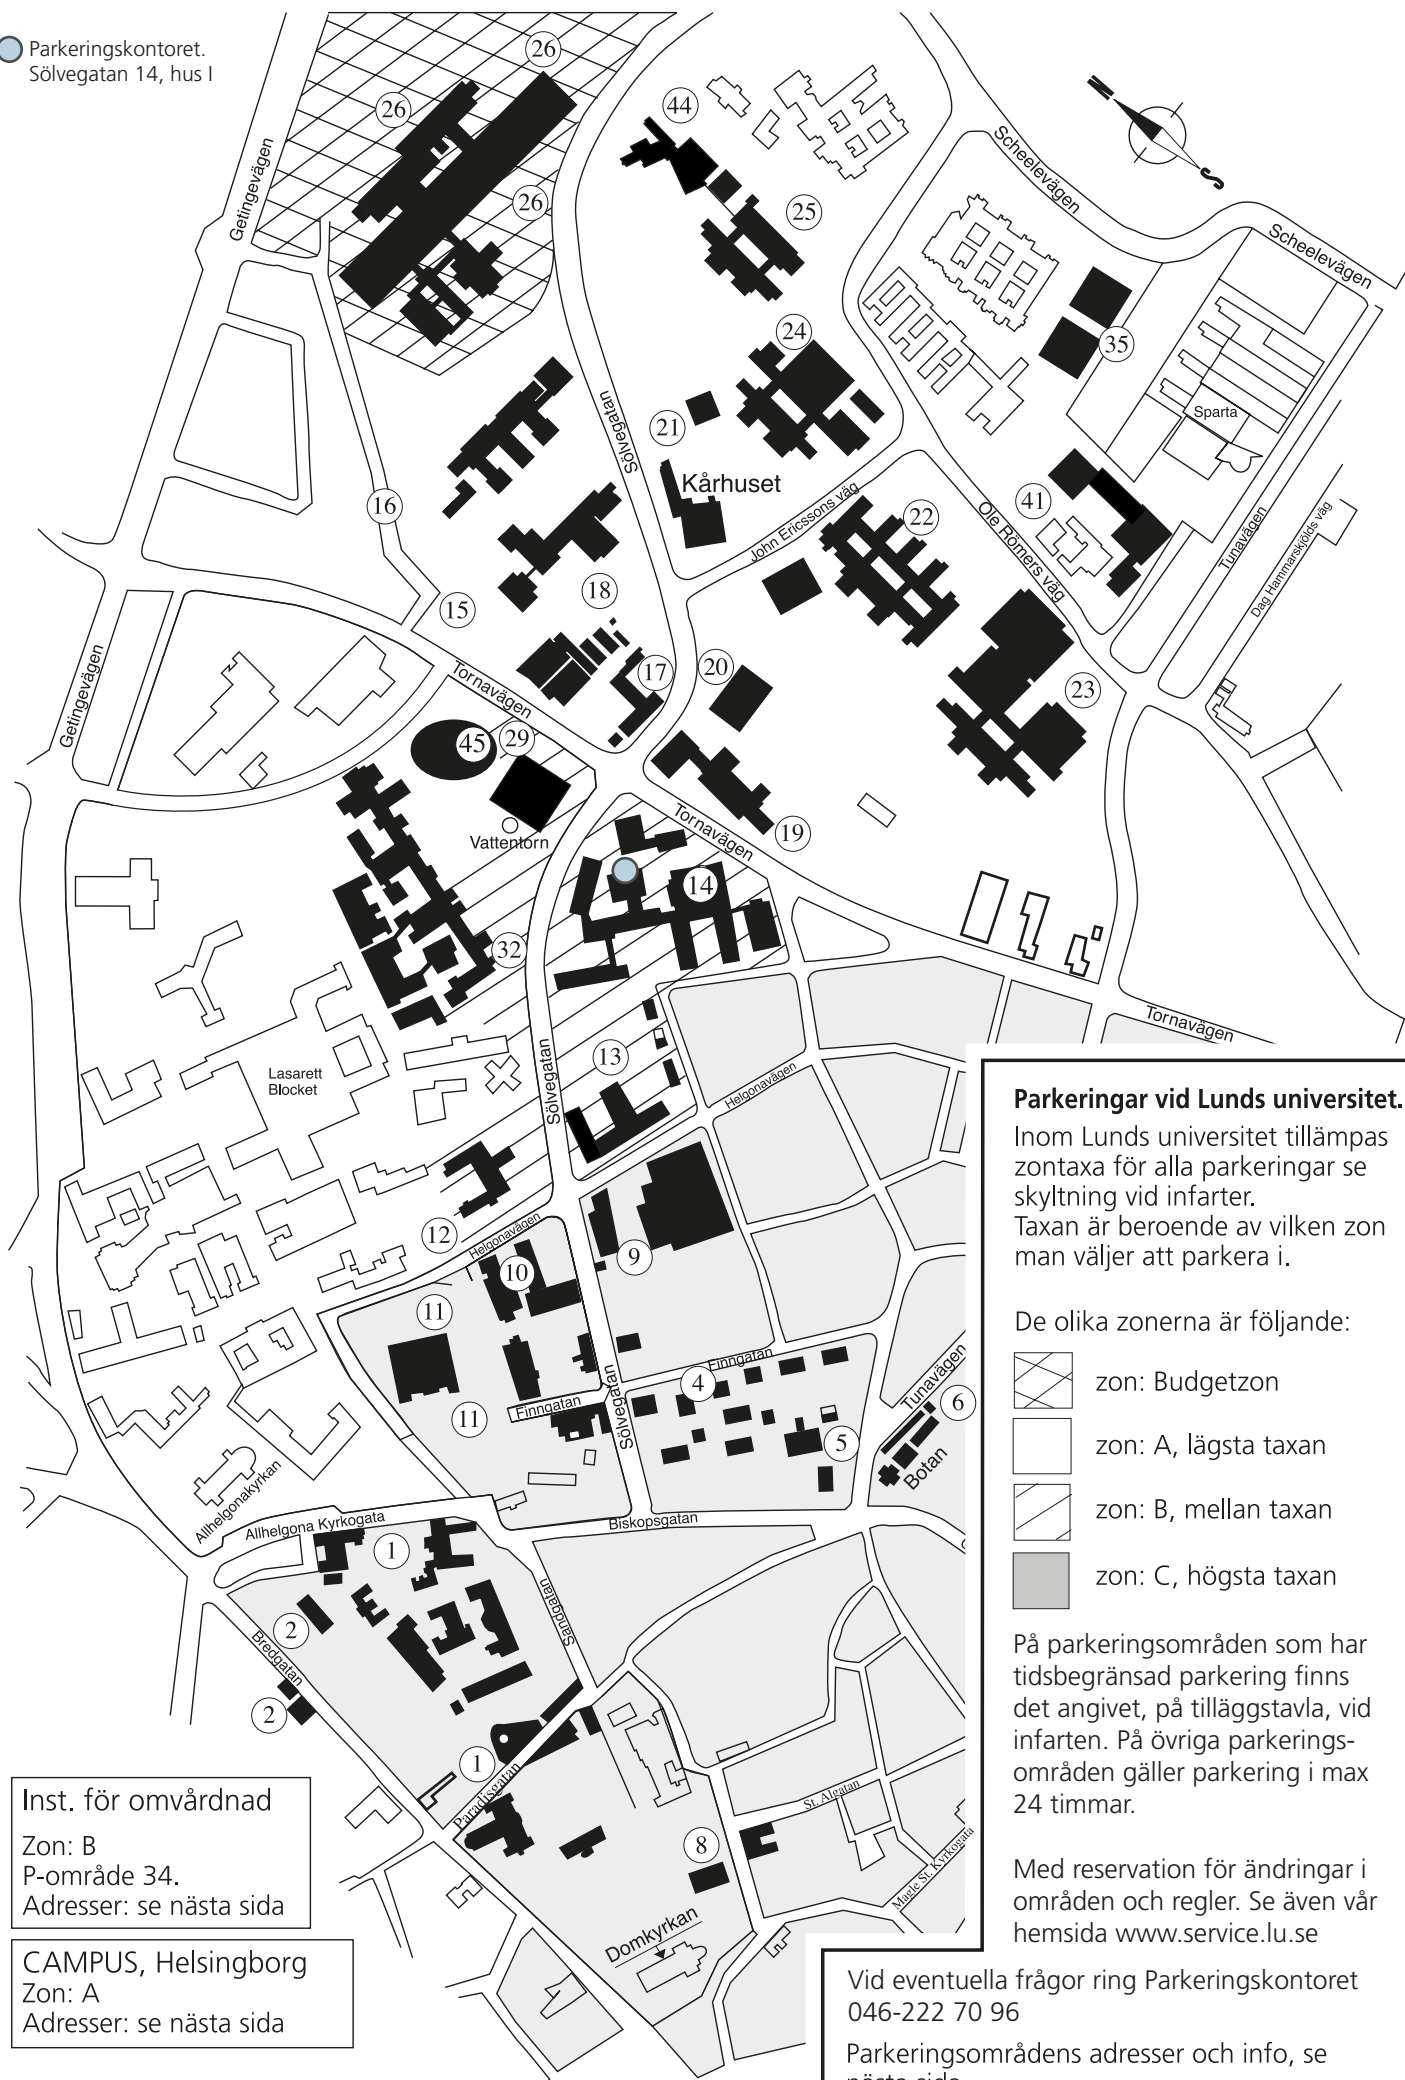 Parkeringskontoret.
Sölvegatan 14, hus I
26
26
26
44
25
N
S
Scheelevägen
Scheelevägen
Getingevägen
24
35
Sparta
21
Sölvegatan
Kårhuset
16
John Ericssons väg
22
41
Ole Römers väg
Tunavägen
Dag Hammarskjölds väg
18
15
Getingevägen
Tornavägen
17
20
23
45
29
Vattentorn
Tornavägen
19
14
32
Tornavägen
Sölvegatan
13
Helgonavägen
Lasarett
Blocket
12
Helgonavägen
10
9
11
Finngatan
4
Tunavägen
6
11
Finngatan
Sölvegatan
5
Botan
Allhelgonakyrkan
Allhelgona Kyrkogata
Biskopsgatan
1
Sandgatan
2
Bredgatan
2
1
Paradisgatan
St. Algatan
8
Magle St. Kyrkogata
Domkyrkan
Inst. för omvårdnad
Zon: B
P-område 34.
Adresser: se nästa sida
CAMPUS, Helsingborg
Zon: A
Adresser: se nästa sida
Parkeringar vid Lunds universitet.
Inom Lunds universitet tillämpas
zontaxa för alla parkeringar se
skyltning vid infarter.
Taxan är beroende av vilken zon
man väljer att parkera i.
De olika zonerna är följande:
zon: Budgetzon
zon: A, lägsta taxan
zon: B, mellan taxan
zon: C, högsta taxan
På parkeringsområden som har
tidsbegränsad parkering finns
det angivet, på tilläggstavla, vid
infarten. På övriga parkerings-
områden gäller parkering i max
24 timmar.
Med reservation för ändringar i
områden och regler. Se även vår
hemsida www.service.lu.se
Vid eventuella frågor ring Parkeringskontoret
046-222 70 96
Parkeringsområdens adresser och info, se
nästa sida